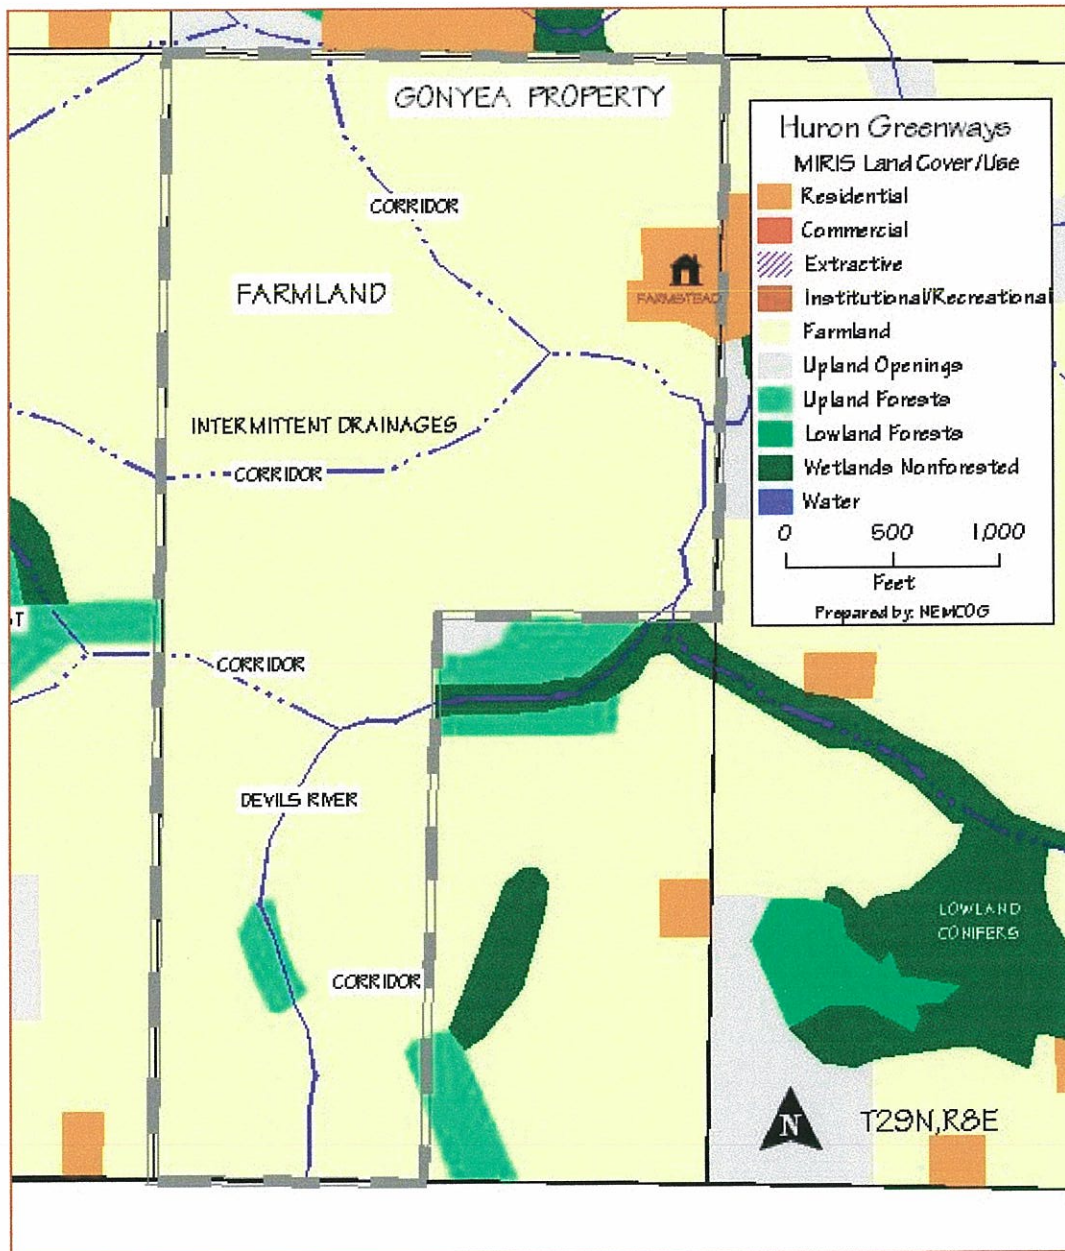 GONYEA PROPERTY
Huron Greenways
MIRIS Land Cover/Use
Residential
Commercial
Extractive
Institutional/Recreational
Farmland
Upland Openings
Upland Forests
Lowland Forests
Wetlands Nonforested
Water
0 500 1,000
Feet
Prepared by: NEMCOG
CORRIDOR
FARMLAND
FARMSTEAD
INTERMITTENT DRAINAGES
CORRIDOR
ST
CORRIDOR
DEVILS RIVER
LOWLAND
CONIFERS
CORRIDOR
N
T29N,R8E